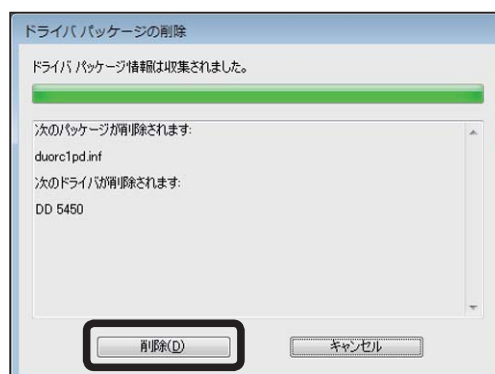 ドライバ パッケージの削除
ドライバ パッケージ情報は収集されました。
次のパッケージが削除されます:
duorc1pd.inf
次のドライバが削除されます:
DD 5450
削除(D)
キャンセル